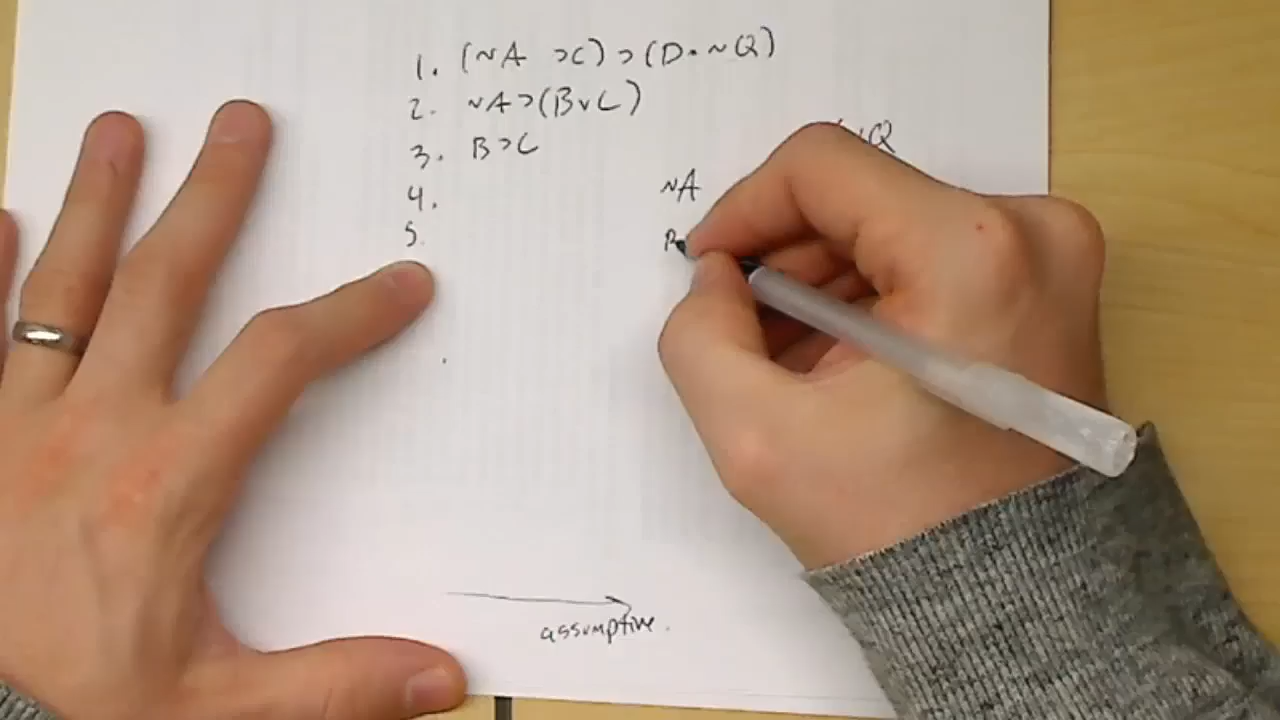 1. (~A ⊃C) ⊃ (D • ~Q)
2. ~A⊃(B∨C)
3. B⊃C
Q
4.
~A
5.
assumptive.